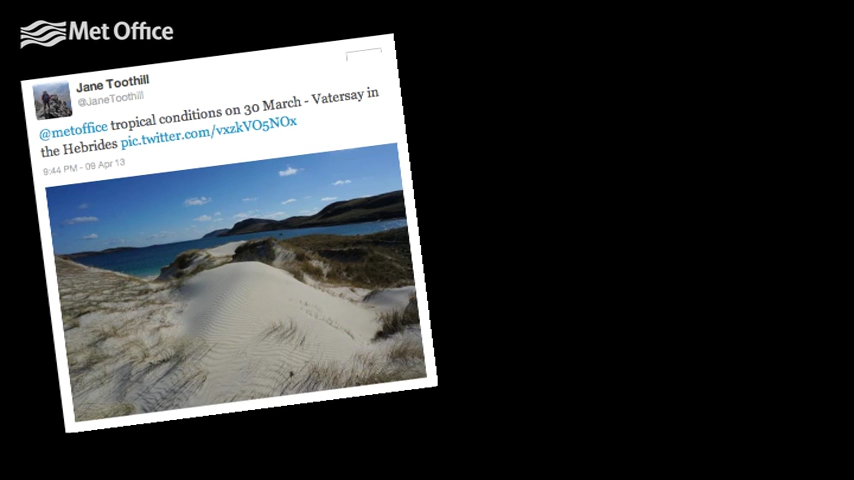 Met Office
Jane Toothill
@JaneToothill
@metoffice tropical conditions on 30 March - Vatersay in
the Hebrides pic.twitter.com/vxzkVO5NOx
9:44 PM - 09 Apr 13